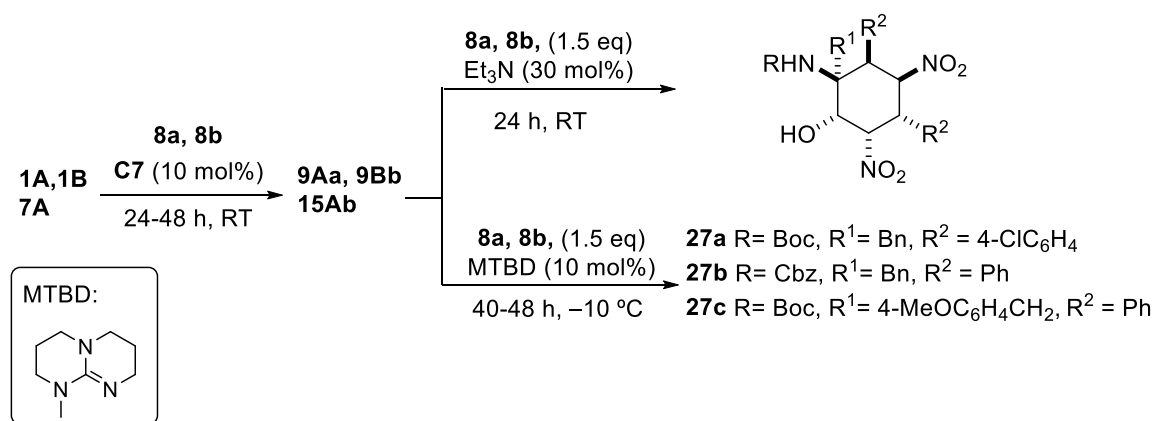 8a, 8b, (1.5 eq)
Et₃N (30 mol%)
24 h, RT
R¹
R²
RHN
NO₂
HO
R²
NO₂
8a, 8b
C7 (10 mol%)
24-48 h, RT
1A,1B
7A
9Aa, 9Bb
15Ab
8a, 8b, (1.5 eq)
MTBD (10 mol%)
40-48 h, –10 ºC
27a R= Boc, R¹= Bn, R² = 4-ClC₆H₄
27b R= Cbz, R¹= Bn, R² = Ph
27c R= Boc, R¹= 4-MeOC₆H₄CH₂, R² = Ph
MTBD:
N
N
N